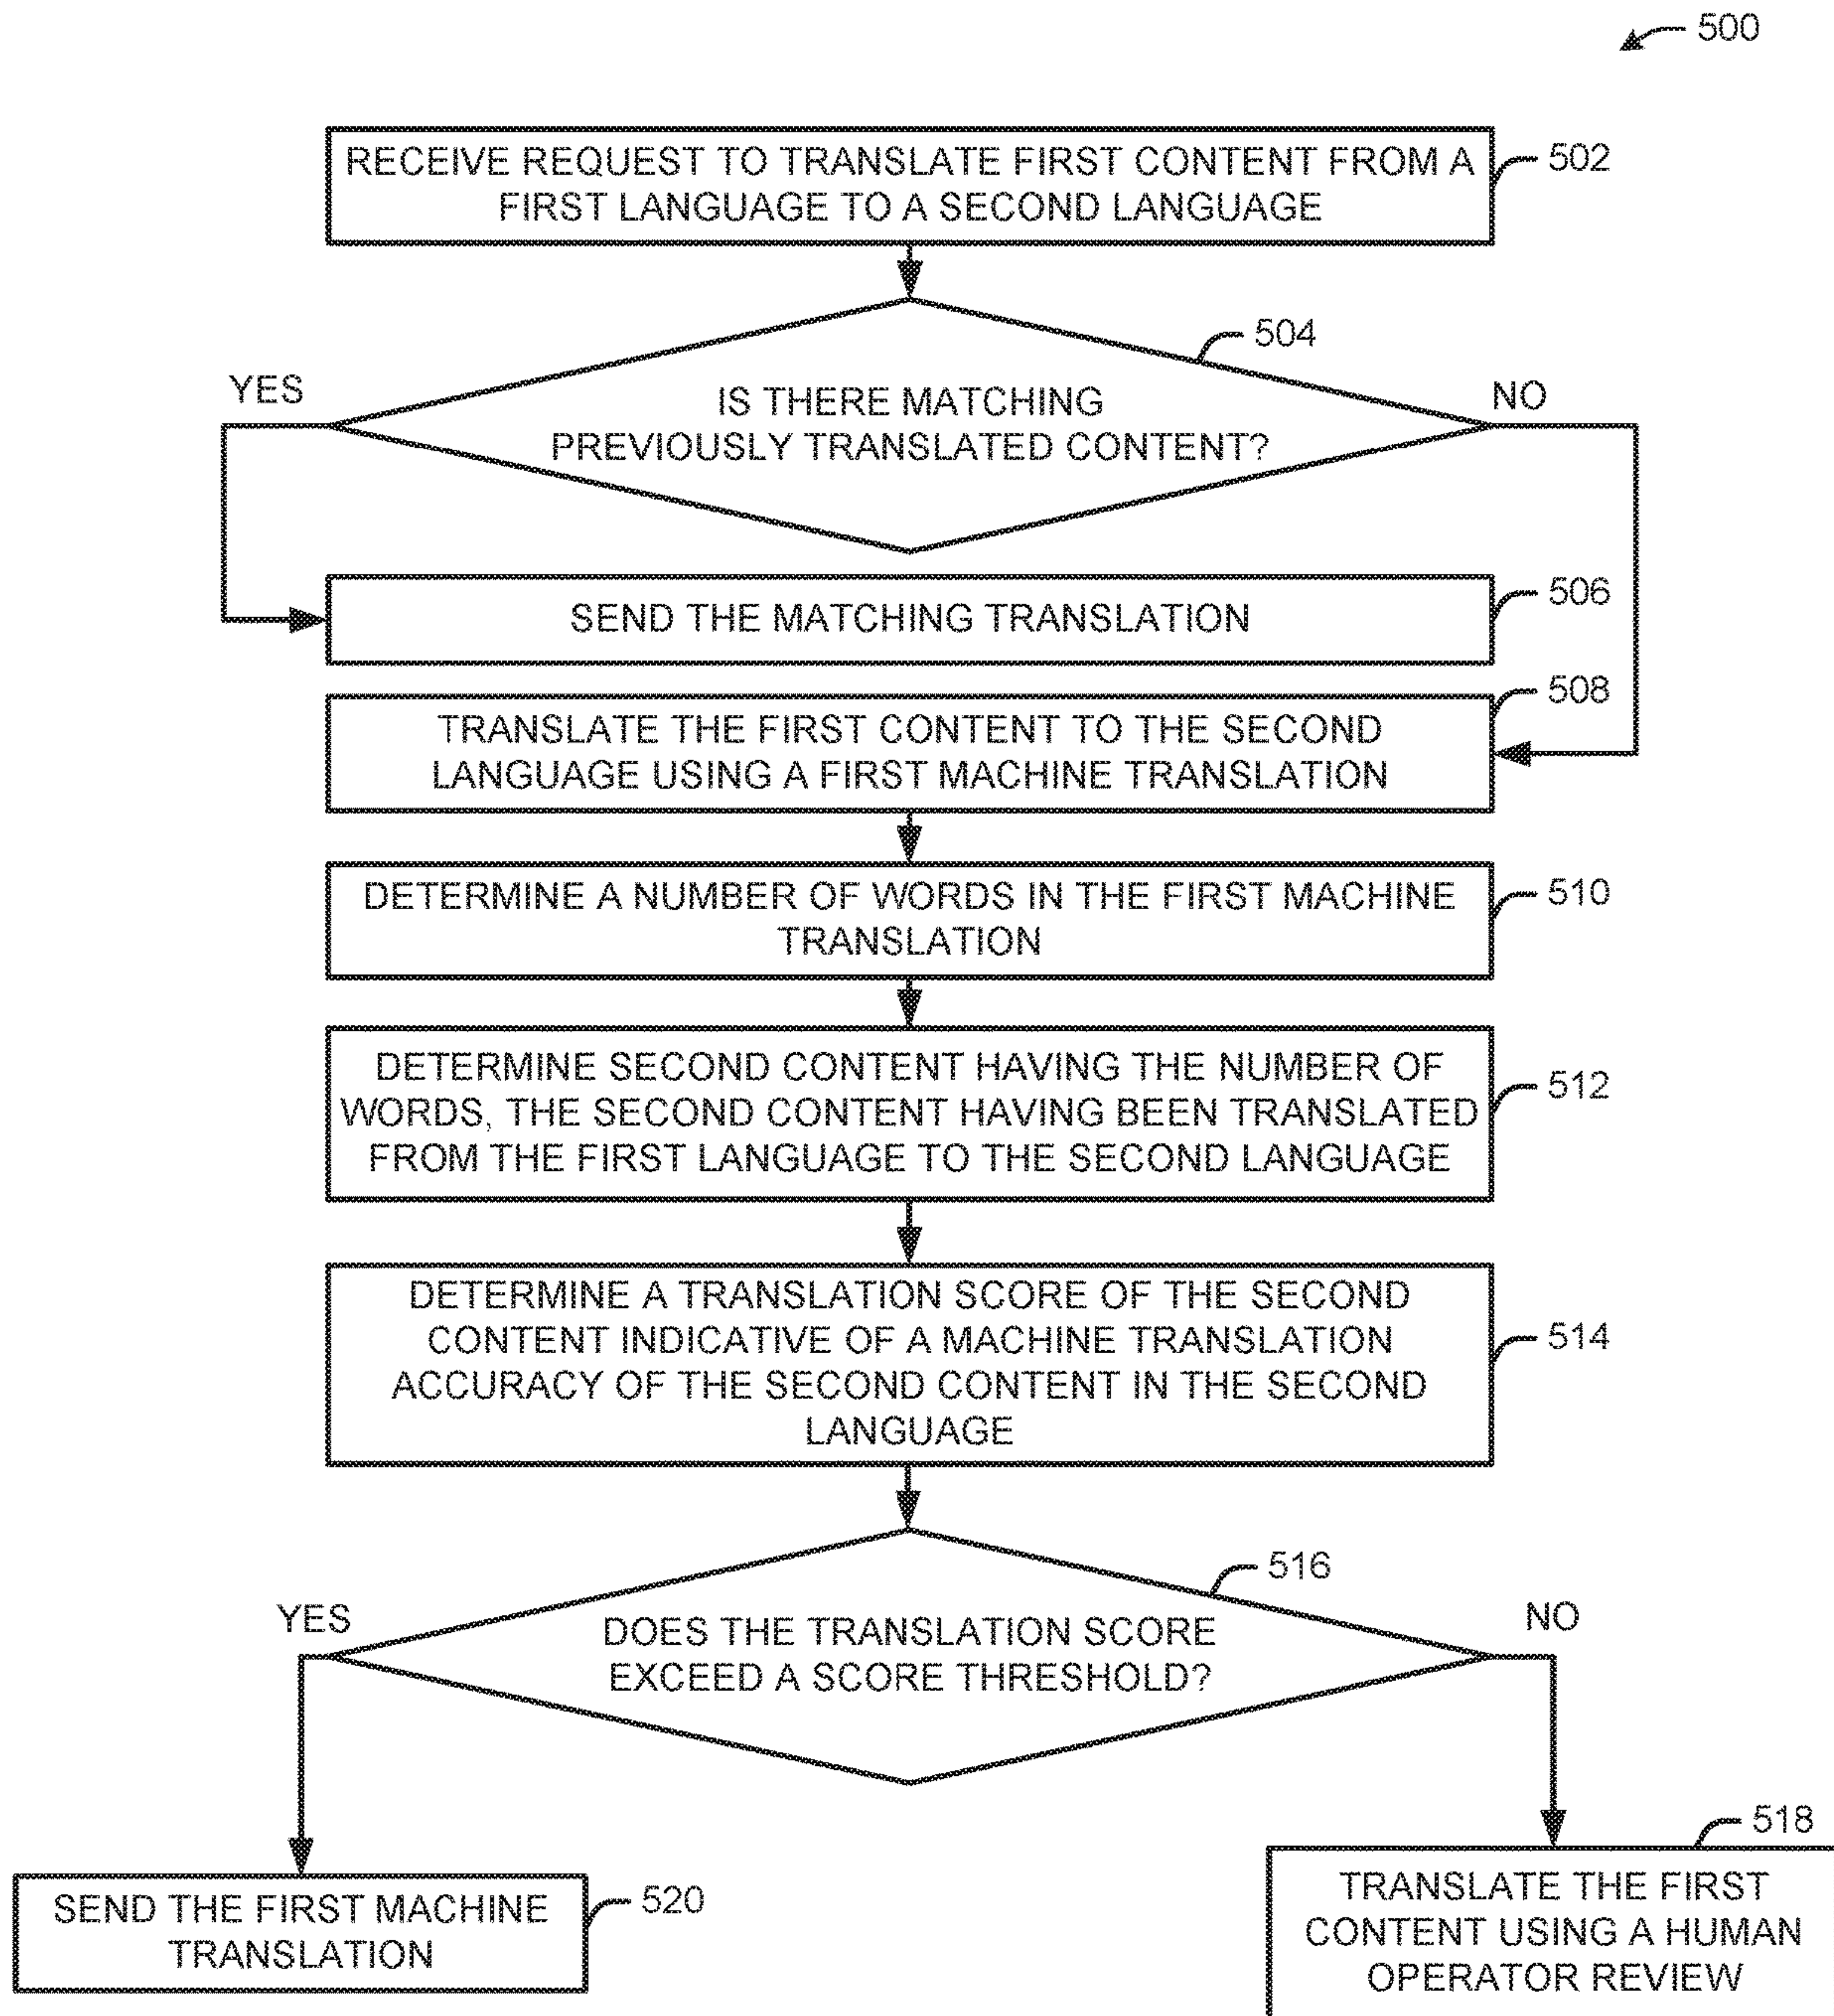 500
RECEIVE REQUEST TO TRANSLATE FIRST CONTENT FROM A
FIRST LANGUAGE TO A SECOND LANGUAGE
502
504
YES
IS THERE MATCHING
PREVIOUSLY TRANSLATED CONTENT?
NO
SEND THE MATCHING TRANSLATION
506
508
TRANSLATE THE FIRST CONTENT TO THE SECOND
LANGUAGE USING A FIRST MACHINE TRANSLATION
DETERMINE A NUMBER OF WORDS IN THE FIRST MACHINE
TRANSLATION
510
DETERMINE SECOND CONTENT HAVING THE NUMBER OF
WORDS, THE SECOND CONTENT HAVING BEEN TRANSLATED
FROM THE FIRST LANGUAGE TO THE SECOND LANGUAGE
512
DETERMINE A TRANSLATION SCORE OF THE SECOND
CONTENT INDICATIVE OF A MACHINE TRANSLATION
ACCURACY OF THE SECOND CONTENT IN THE SECOND
LANGUAGE
514
516
YES
DOES THE TRANSLATION SCORE
EXCEED A SCORE THRESHOLD?
NO
SEND THE FIRST MACHINE
TRANSLATION
520
518
TRANSLATE THE FIRST
CONTENT USING A HUMAN
OPERATOR REVIEW